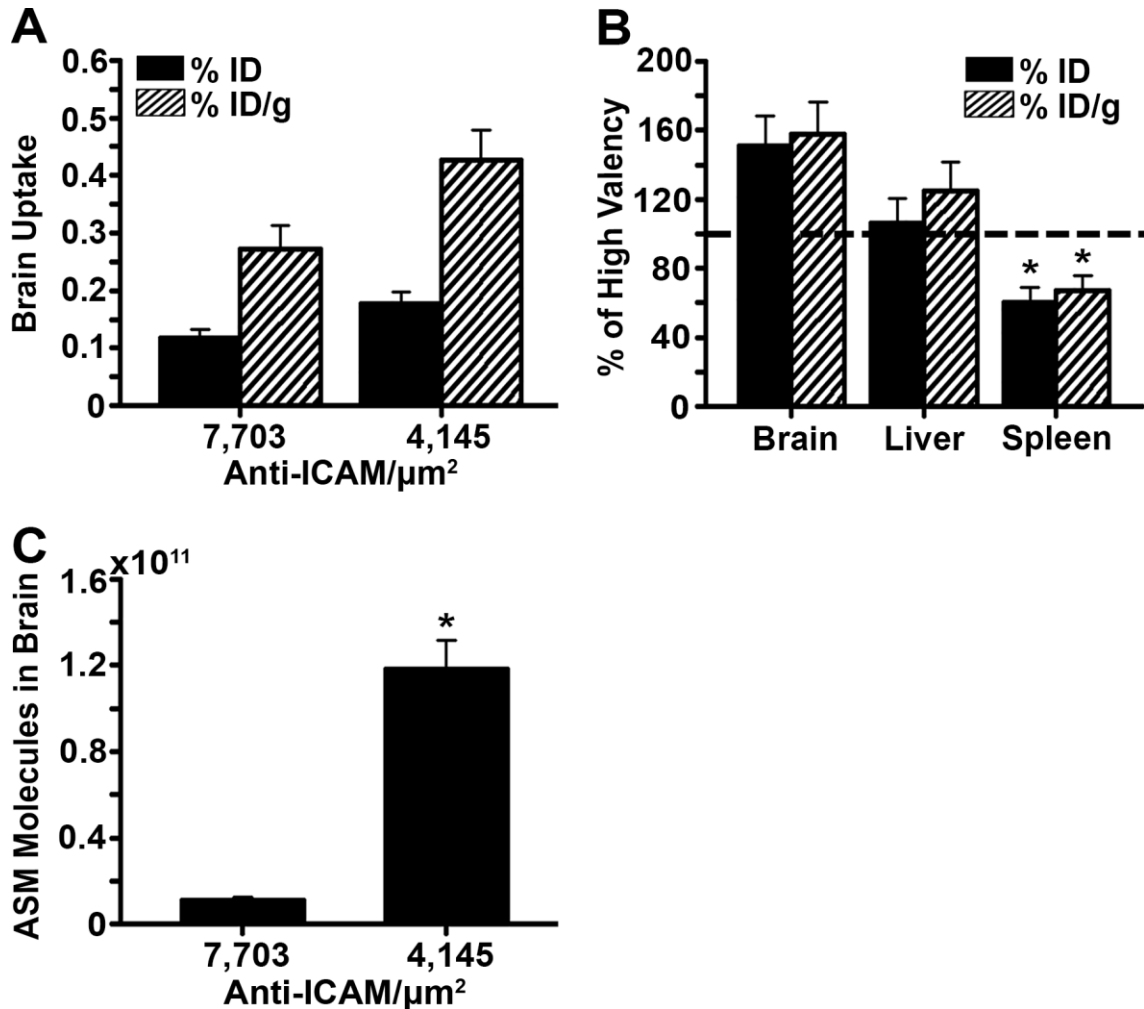 A
Brain Uptake
0.6
0.5
0.4
0.3
0.2
0.1
0
% ID
% ID/g
7,703 4,145
Anti-ICAM/µm²
B
% of High Valency
200
160
120
80
40
0
% ID
% ID/g
* *
Brain Liver Spleen
C
x10¹¹
ASM Molecules in Brain
1.6
1.2
0.8
0.4
0
*
7,703 4,145
Anti-ICAM/µm²